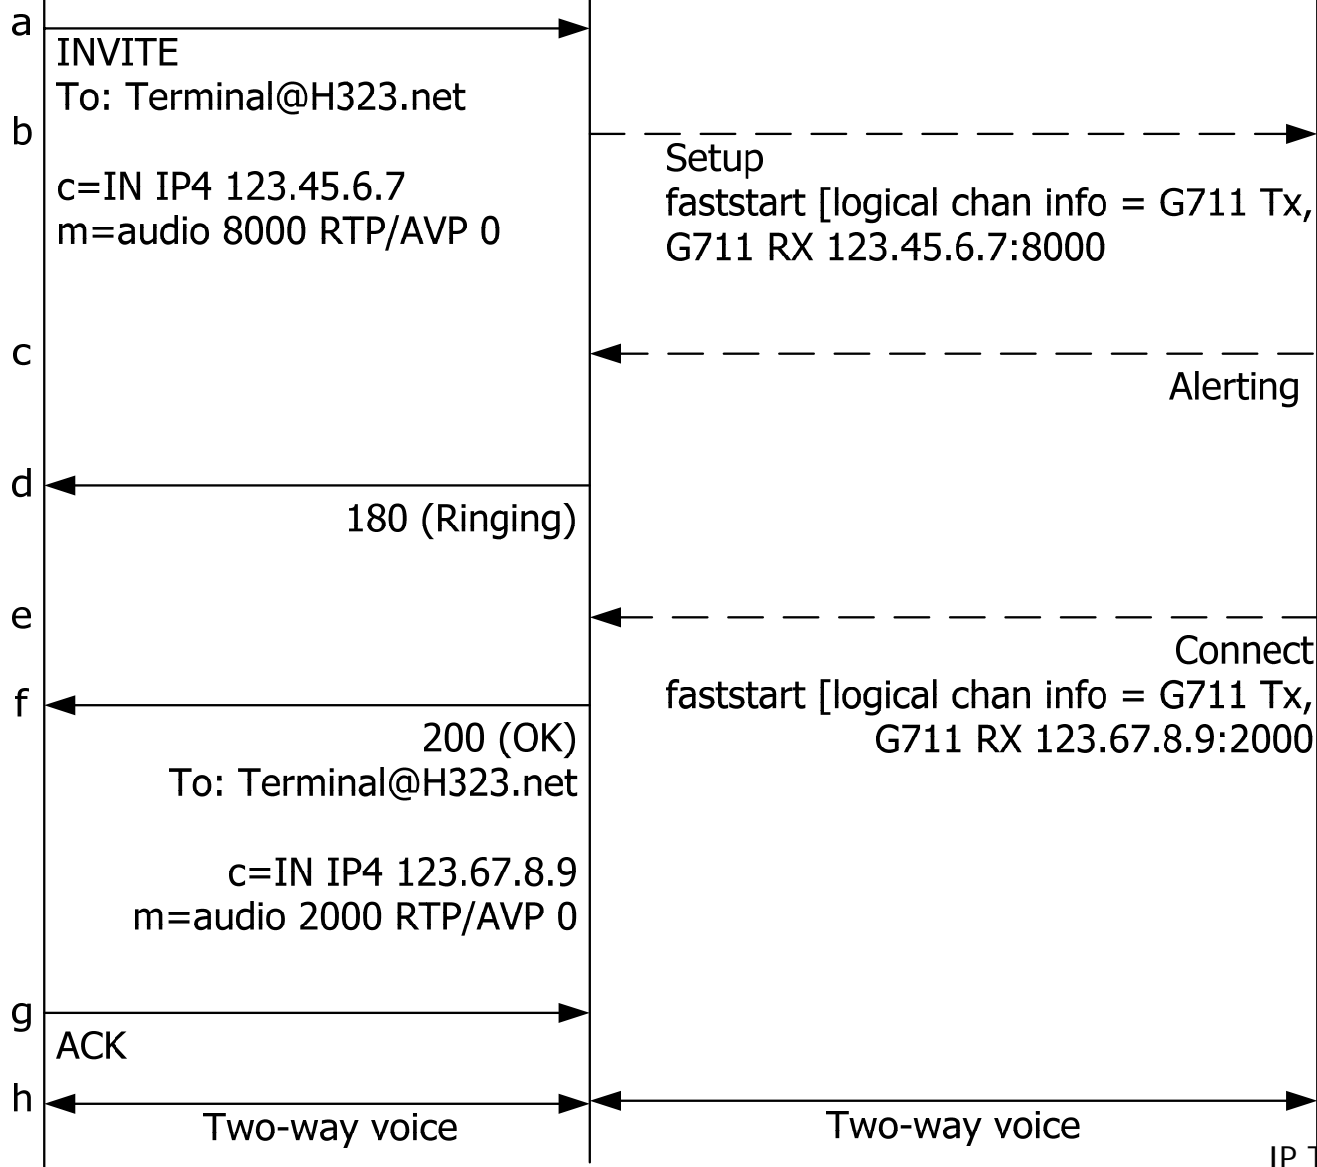 a
INVITE
To: Terminal@H323.net
b
c=IN IP4 123.45.6.7
m=audio 8000 RTP/AVP 0
Setup
faststart [logical chan info = G711 Tx,
G711 RX 123.45.6.7:8000
c
Alerting
d
180 (Ringing)
e
Connect
faststart [logical chan info = G711 Tx,
G711 RX 123.67.8.9:2000
f
200 (OK)
To: Terminal@H323.net
c=IN IP4 123.67.8.9
m=audio 2000 RTP/AVP 0
g
ACK
h
Two-way voice
Two-way voice
IP